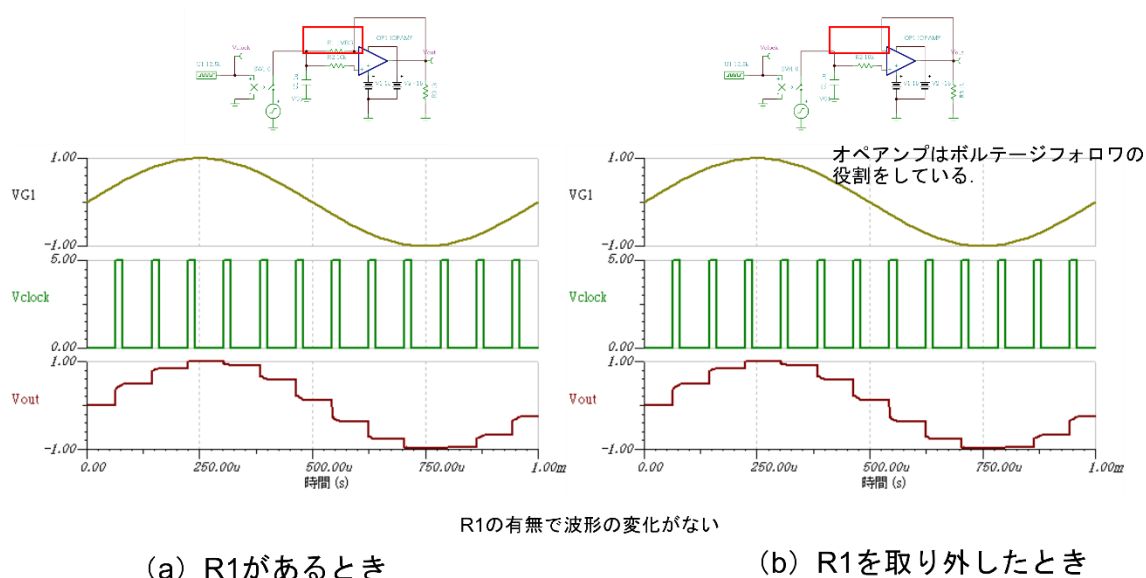 Vclock
Vout
Vclock
Vout
オペアンプはボルテージフォロワの
役割をしている.
1.00
VG1
-1.00
5.00
Vclock
0.00
1.00
Vout
-1.00
0.00
250.00u
500.00u
750.00u
1.00m
時間 (s)
1.00
VG1
-1.00
5.00
Vclock
0.00
1.00
Vout
-1.00
0.00
250.00u
500.00u
750.00u
1.00m
時間 (s)
R1の有無で波形の変化がない
（a）R1があるとき
（b）R1を取り外したとき